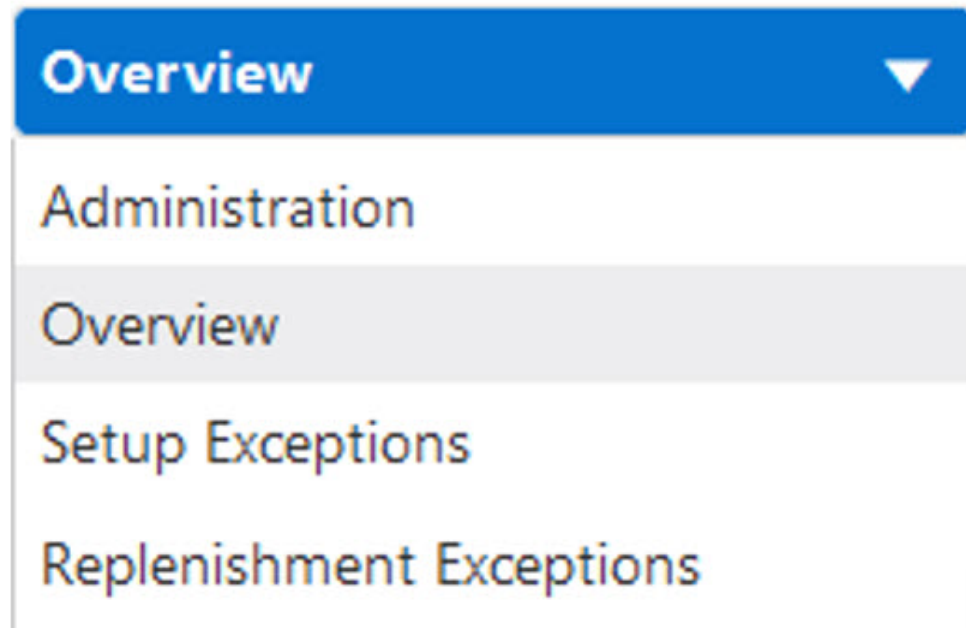 Overview
Administration
Overview
Setup Exceptions
Replenishment Exceptions